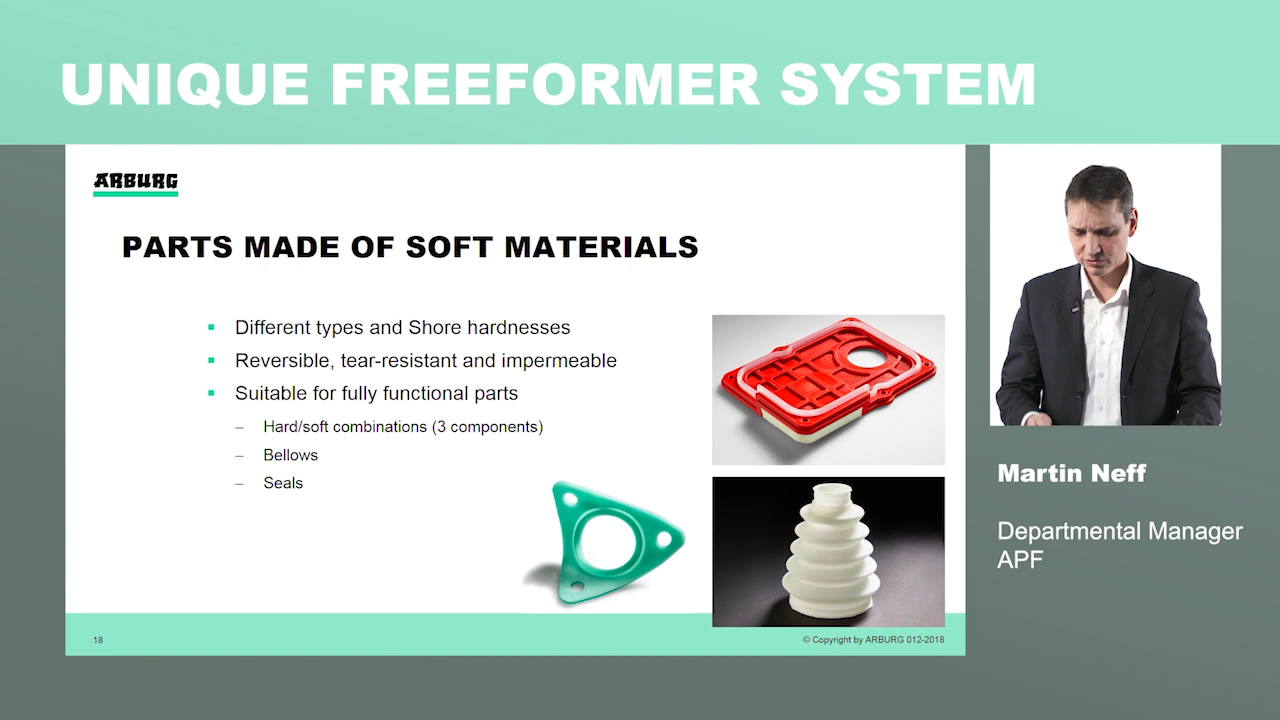 UNIQUE FREEFORMER SYSTEM
ARBURG
PARTS MADE OF SOFT MATERIALS
▪ Different types and Shore hardnesses
▪ Reversible, tear-resistant and impermeable
▪ Suitable for fully functional parts
– Hard/soft combinations (3 components)
– Bellows
– Seals
18
© Copyright by ARBURG 012-2018
Martin Neff
Departmental Manager
APF